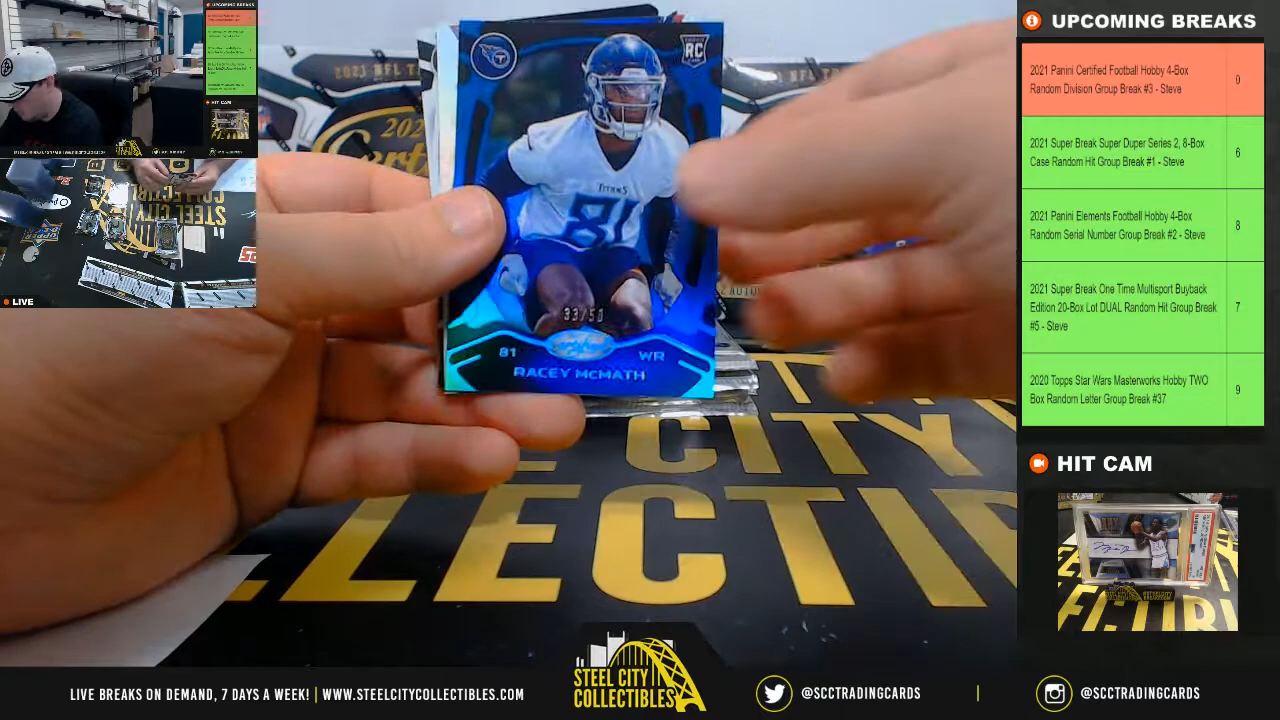 UPCOMING BREAKS
2021 Panini Certified Football Hobby 4-Box
Random Division Group Break #3 - Steve
0
2021 Super Break Super Duper Series 2, 8-Box
Case Random Hit Group Break #1 - Steve
6
2021 Panini Elements Football Hobby 4-Box
Random Serial Number Group Break #2 - Steve
8
2021 Super Break One Time Multisport Buyback
Edition 20-Box Lot DUAL Random Hit Group Break
#5 - Steve
7
2020 Topps Star Wars Masterworks Hobby TWO
Box Random Letter Group Break #37
9
HIT CAM
LIVE
RC
TITANS
81
33/50
81
WR
RACEY MCMATH
CITY
LLECTIB
STEEL CITY
COLLECTIBLES
LIVE BREAKS ON DEMAND, 7 DAYS A WEEK! | WWW.STEELCITYCOLLECTIBLES.COM
@SCCTRADINGCARDS
@SCCTRADINGCARDS